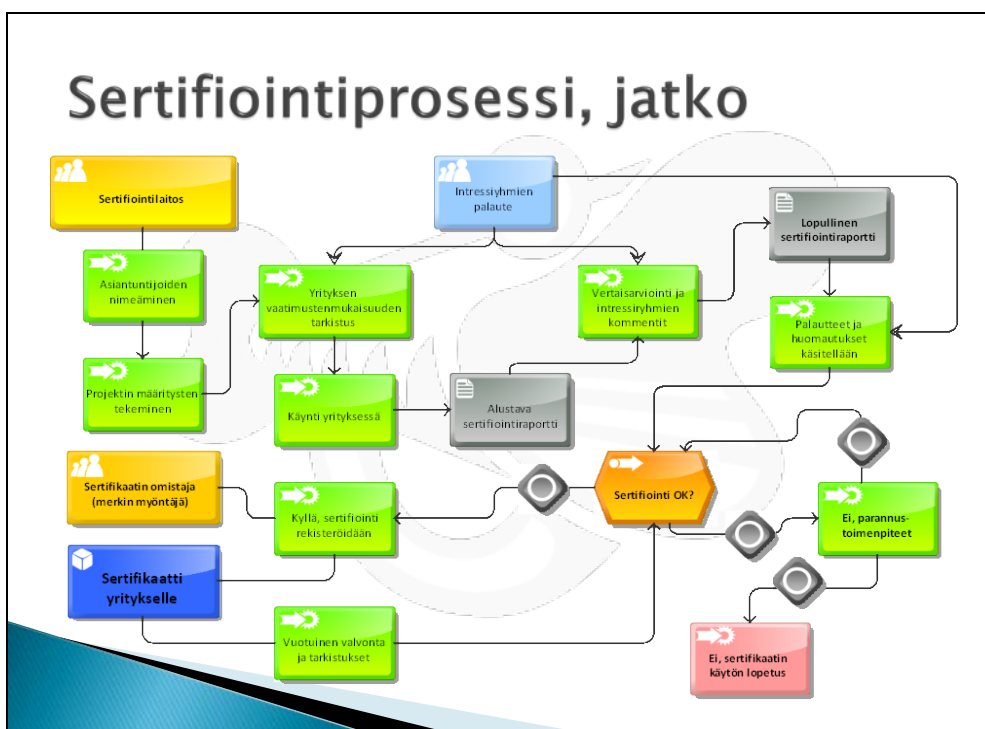 Sertifiointiprosessi, jatko
Sertifiointilaitos
Intressiyhmien
palaute
Lopullinen
sertifiointiraportti
Asiantuntijoiden
nimeäminen
Yrityksen
vaatimustenmukaisuuden
tarkistus
Vertaisarviointi ja
intressiryhmien
kommentit
Palautteet ja
huomautukset
käsitellään
Projektin määritysten
tekeminen
Käynti yrityksessä
Alustava
sertifiointiraportti
Sertifikaatin omistaja
(merkin myöntäjä)
Kyllä, sertifiointi
rekisteröidään
Sertifiointi OK?
Ei, parannus-
toimenpiteet
Sertifikaatti
yritykselle
Vuotuinen valvonta
ja tarkistukset
Ei, sertifikaatin
käytön lopetus